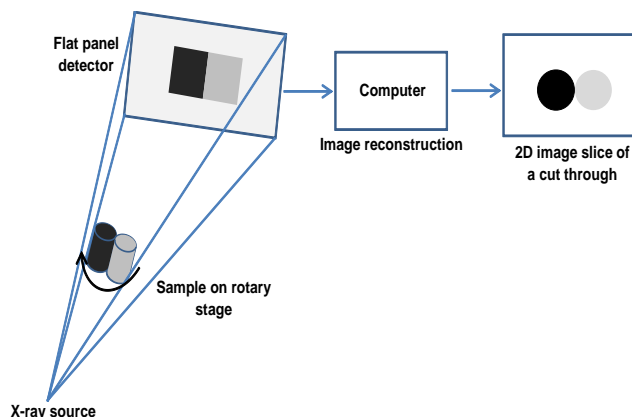 Flat panel
detector
Computer
Image reconstruction
2D image slice of
a cut through
Sample on rotary
stage
X-ray source